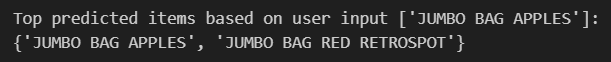 Top predicted items based on user input ['JUMBO BAG APPLES']:
{'JUMBO BAG APPLES', 'JUMBO BAG RED RETROSPOT'}